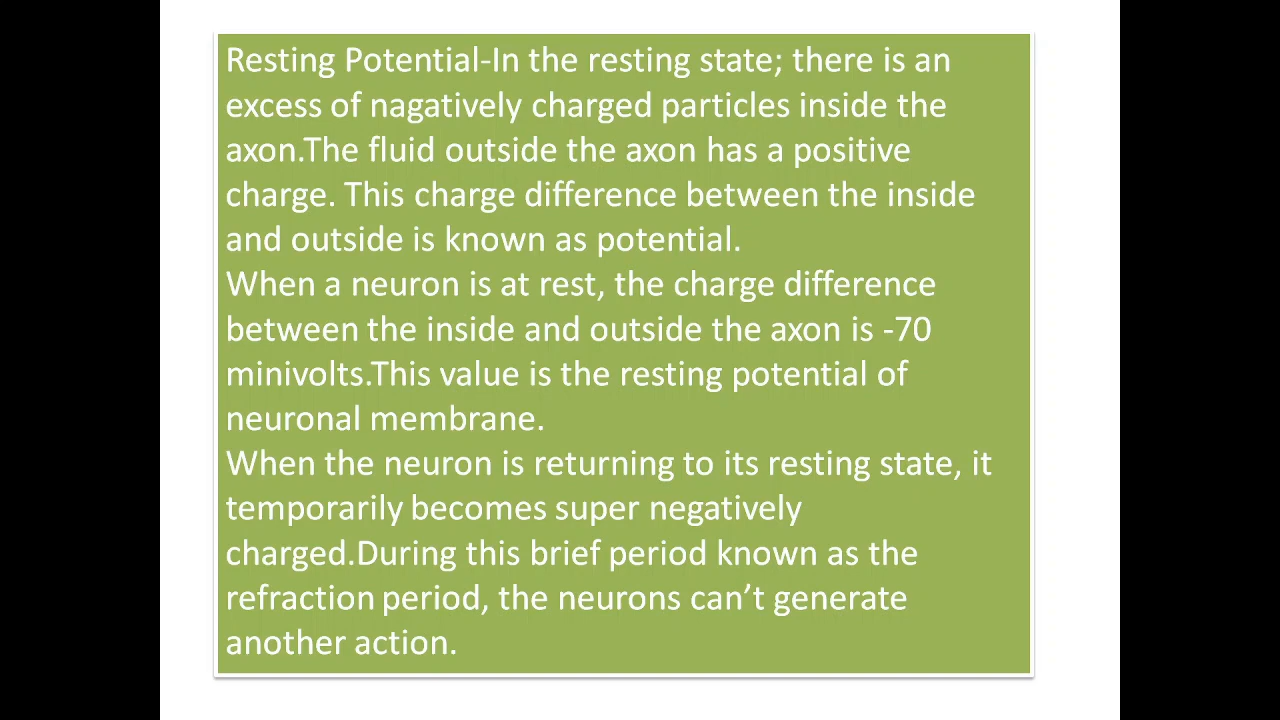 Resting Potential-In the resting state; there is an
excess of nagatively charged particles inside the
axon.The fluid outside the axon has a positive
charge. This charge difference between the inside
and outside is known as potential.
When a neuron is at rest, the charge difference
between the inside and outside the axon is -70
minivolts.This value is the resting potential of
neuronal membrane.
When the neuron is returning to its resting state, it
temporarily becomes super negatively
charged.During this brief period known as the
refraction period, the neurons can’t generate
another action.